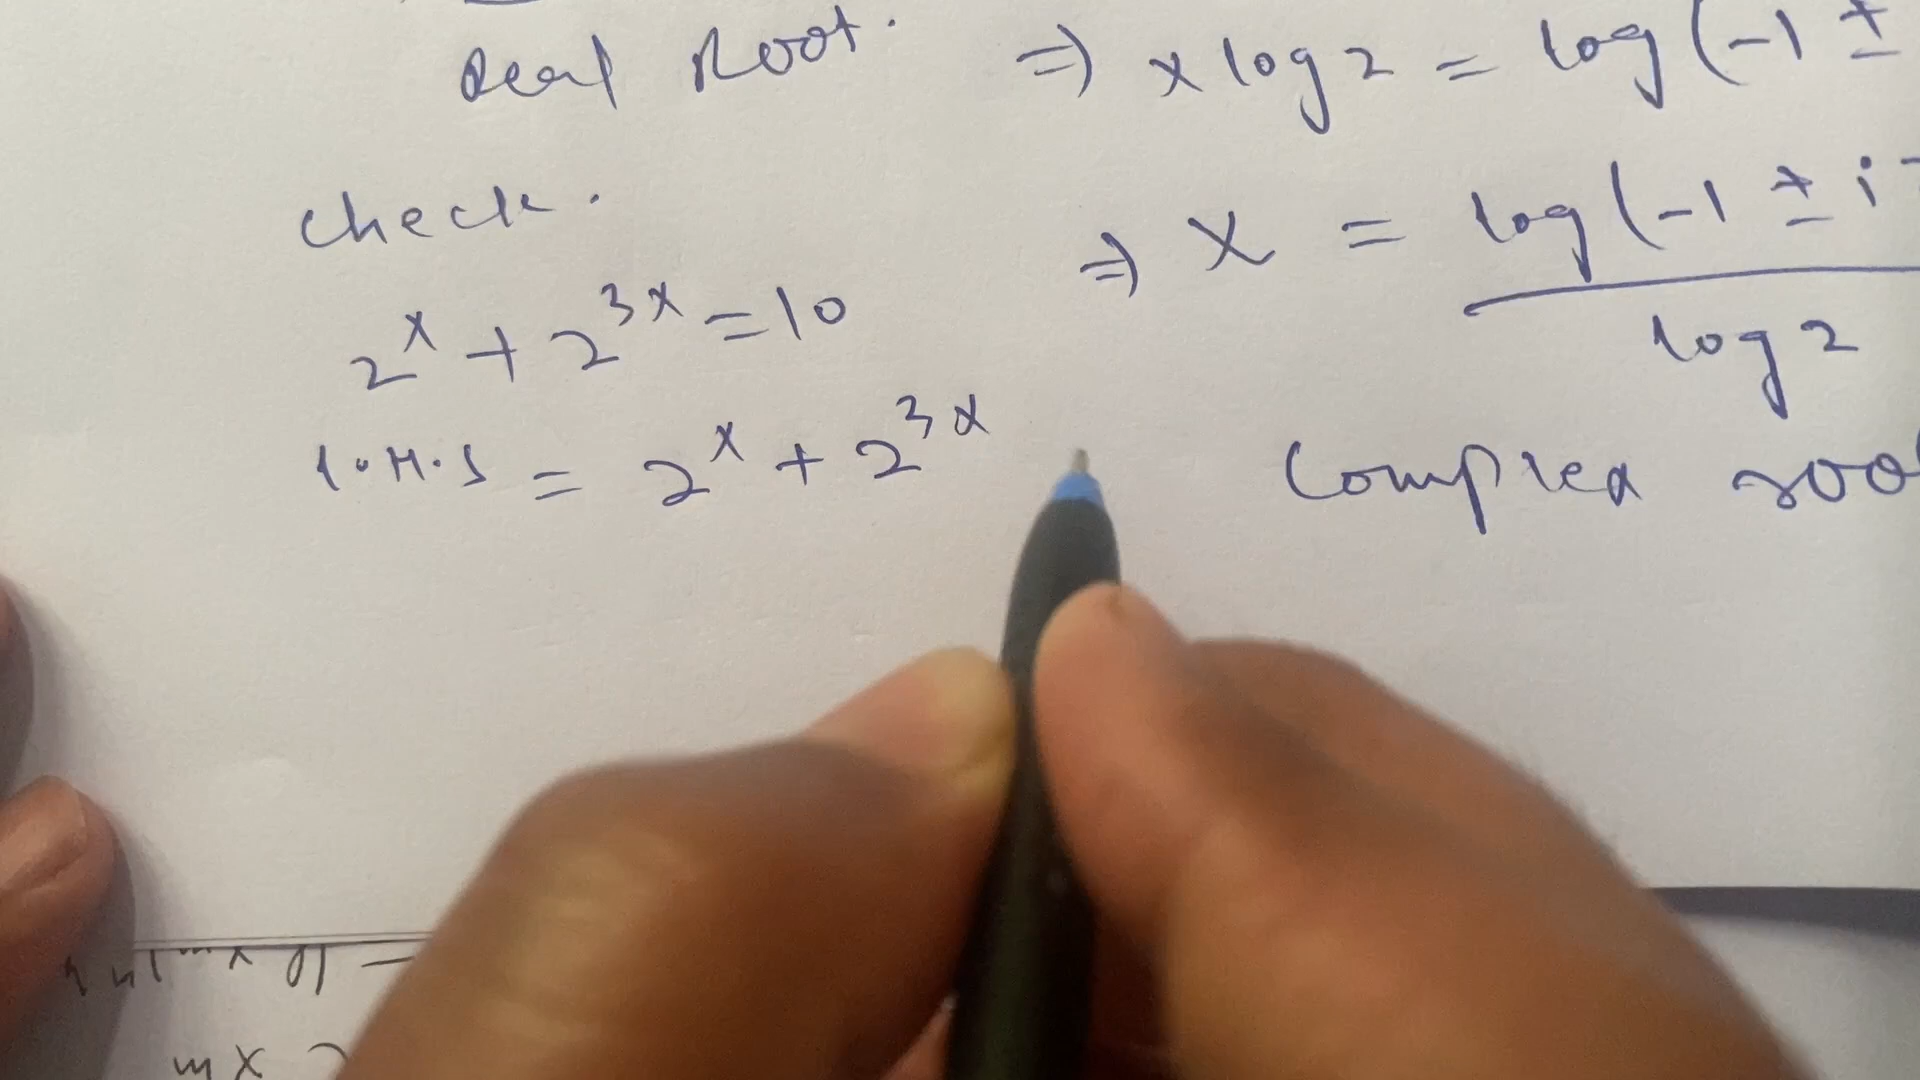 Real Root.
check.
2^x + 2^3x = 10
L.H.S = 2^x + 2^3x
=> x log 2 = log(-1 ±
=> x = log(-1 ± i
log 2
Complex